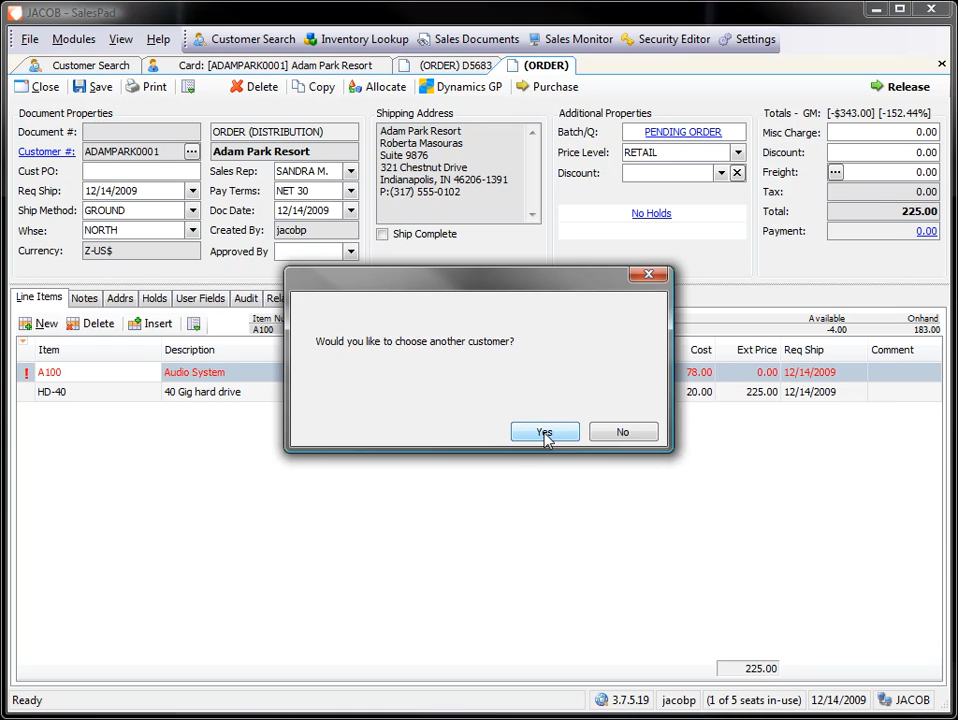 JACOB - SalesPad
File Modules View Help Customer Search Inventory Lookup Sales Documents Sales Monitor Security Editor Settings
Customer Search Card: [ADAMPARK0001] Adam Park Resort (ORDER) D5683 (ORDER)
Close Save Print Delete Copy Allocate Dynamics GP Purchase Release
Document Properties Shipping Address Additional Properties Totals - GM: [-$343.00] [-152.44%]
Document #: ORDER (DISTRIBUTION) Adam Park Resort Batch/Q: PENDING ORDER Misc Charge: 0.00
Customer #: ADAMPARK0001 Adam Park Resort Roberta Masouras Price Level: RETAIL Discount: 0.00
Suite 9876
Cust PO: Sales Rep: SANDRA M. 321 Chestnut Drive Discount: Freight: 0.00
Req Ship: 12/14/2009 Pay Terms: NET 30 Indianapolis, IN 46206-1391 Tax: 0.00
P:(317) 555-0102
Ship Method: GROUND Doc Date: 12/14/2009 No Holds Total: 225.00
Whse: NORTH Created By: jacobp Ship Complete Payment: 0.00
Currency: Z-US$ Approved By
Line Items Notes Addrs Holds User Fields Audit
New Delete Insert
A100 Available -4.00 Onhand 183.00
Item Description Cost Ext Price Req Ship Comment
! A100 Audio System 78.00 0.00 12/14/2009
HD-40 40 Gig hard drive 20.00 225.00 12/14/2009
Would you like to choose another customer?
Yes No
225.00
Ready 3.7.5.19 jacobp (1 of 5 seats in-use) 12/14/2009 JACOB